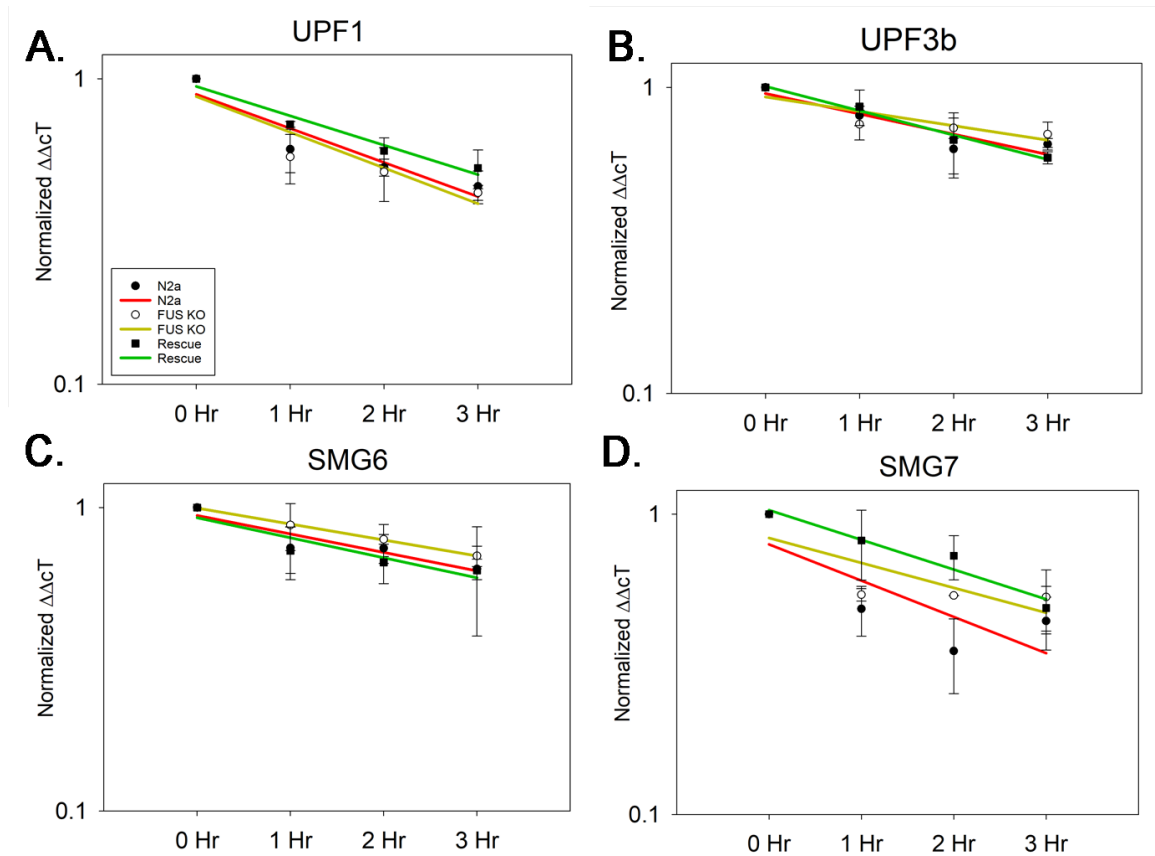 A.
UPF1
1
Normalized ΔΔcT
N2a
N2a
FUS KO
FUS KO
Rescue
Rescue
0.1
0 Hr 1 Hr 2 Hr 3 Hr
B.
UPF3b
1
Normalized ΔΔcT
0.1
0 Hr 1 Hr 2 Hr 3 Hr
C.
SMG6
1
Normalized ΔΔcT
0.1
0 Hr 1 Hr 2 Hr 3 Hr
D.
SMG7
1
Normalized ΔΔcT
0.1
0 Hr 1 Hr 2 Hr 3 Hr